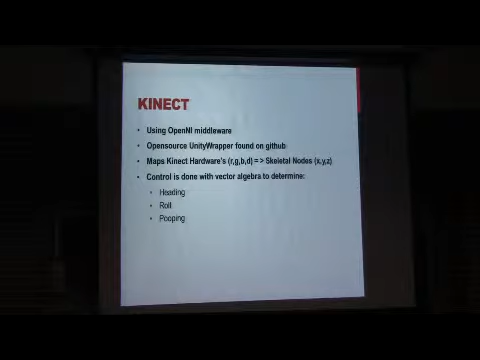 KINECT
• Using OpenNI middleware
• Opensource UnityWrapper found on github
• Maps Kinect Hardware's (r,g,b,d) = > Skeletal Nodes (x,y,z)
• Control is done with vector algebra to determine:
• Heading
• Roll
• Pooping